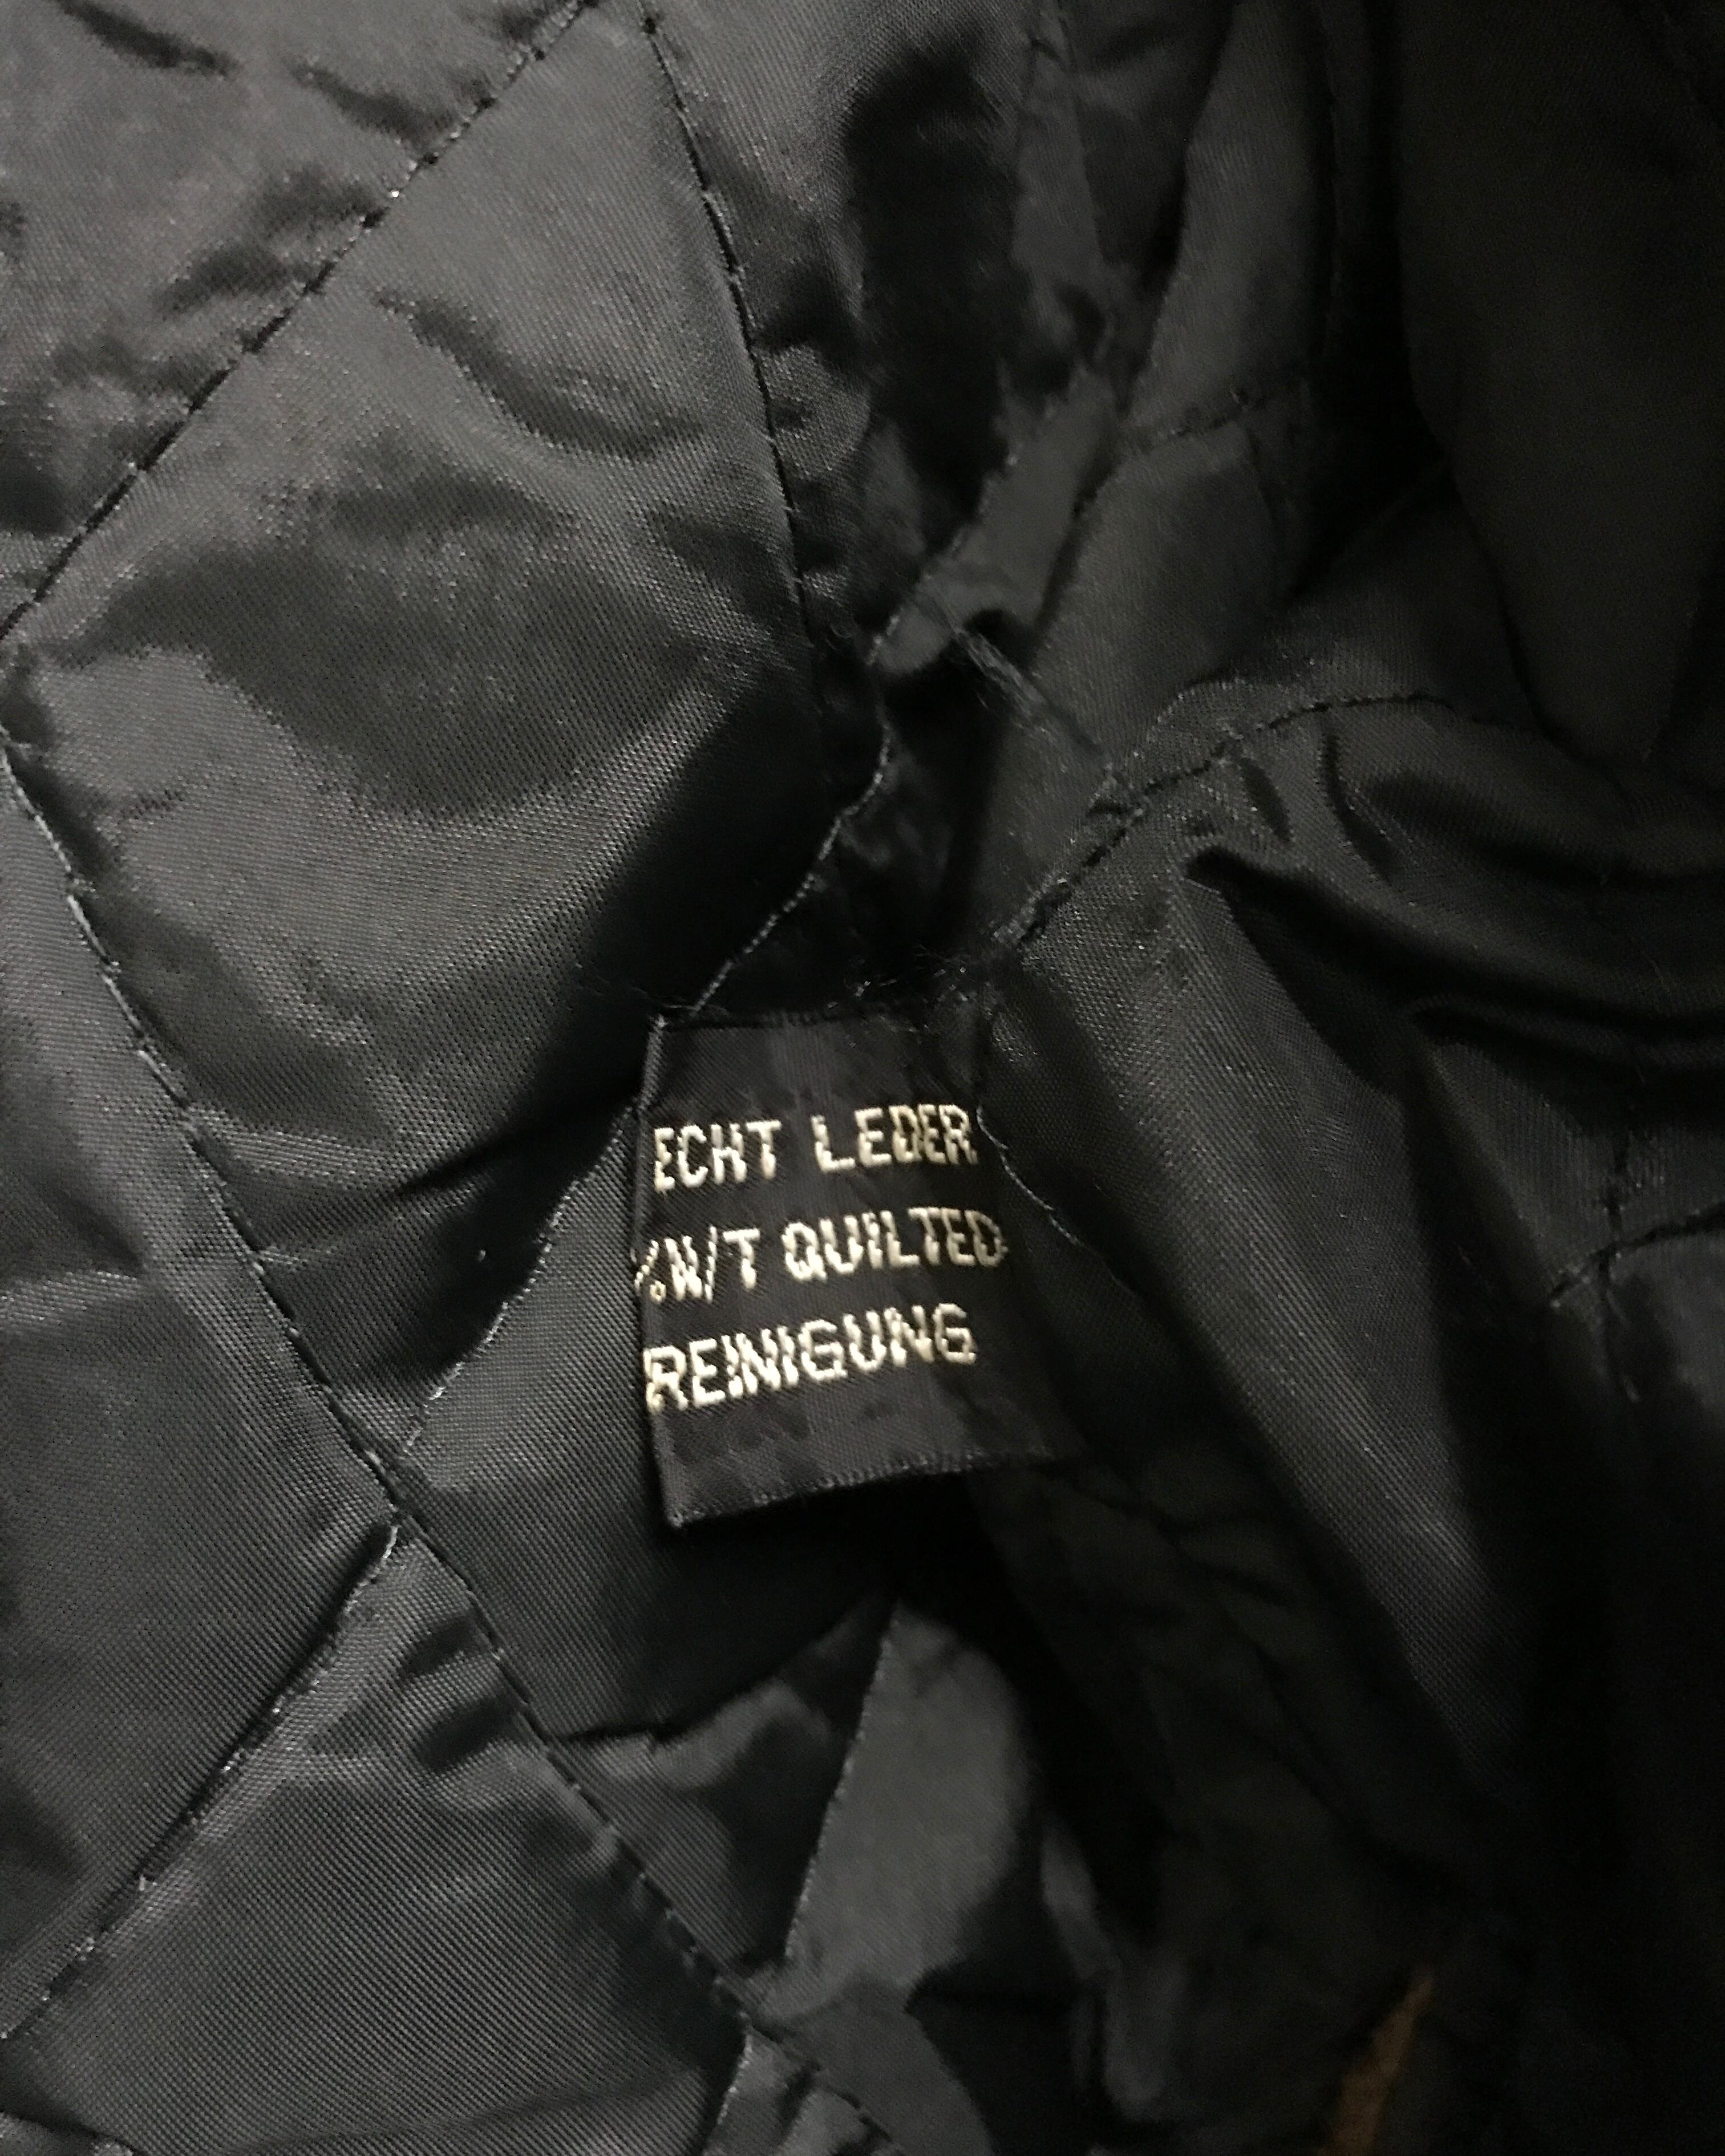 ECHT LEDER
%N/T QUILTED
REINIGUNG